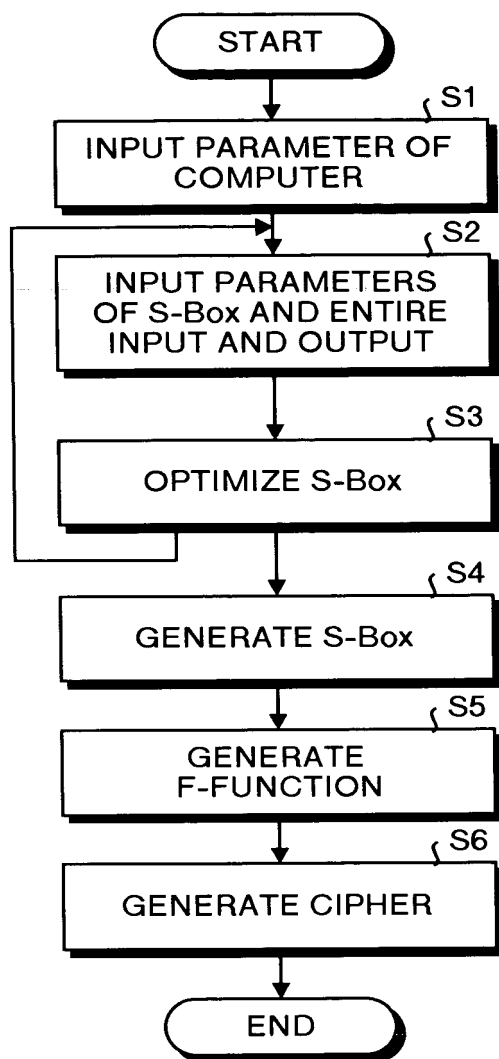 START
S1
INPUT PARAMETER OF
COMPUTER
S2
INPUT PARAMETERS
OF S-Box AND ENTIRE
INPUT AND OUTPUT
S3
OPTIMIZE S-Box
S4
GENERATE S-Box
S5
GENERATE
F-FUNCTION
S6
GENERATE CIPHER
END